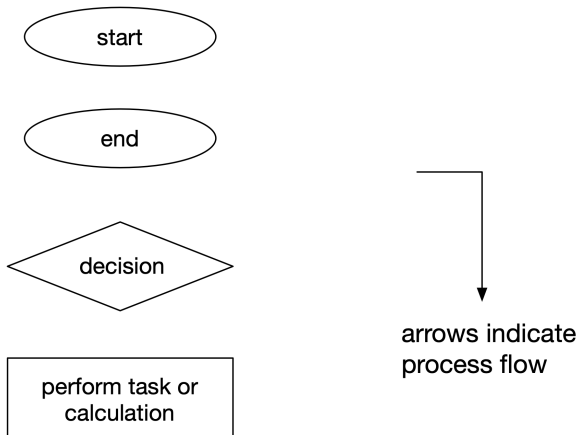 start
end
decision
perform task or
calculation
arrows indicate
process flow